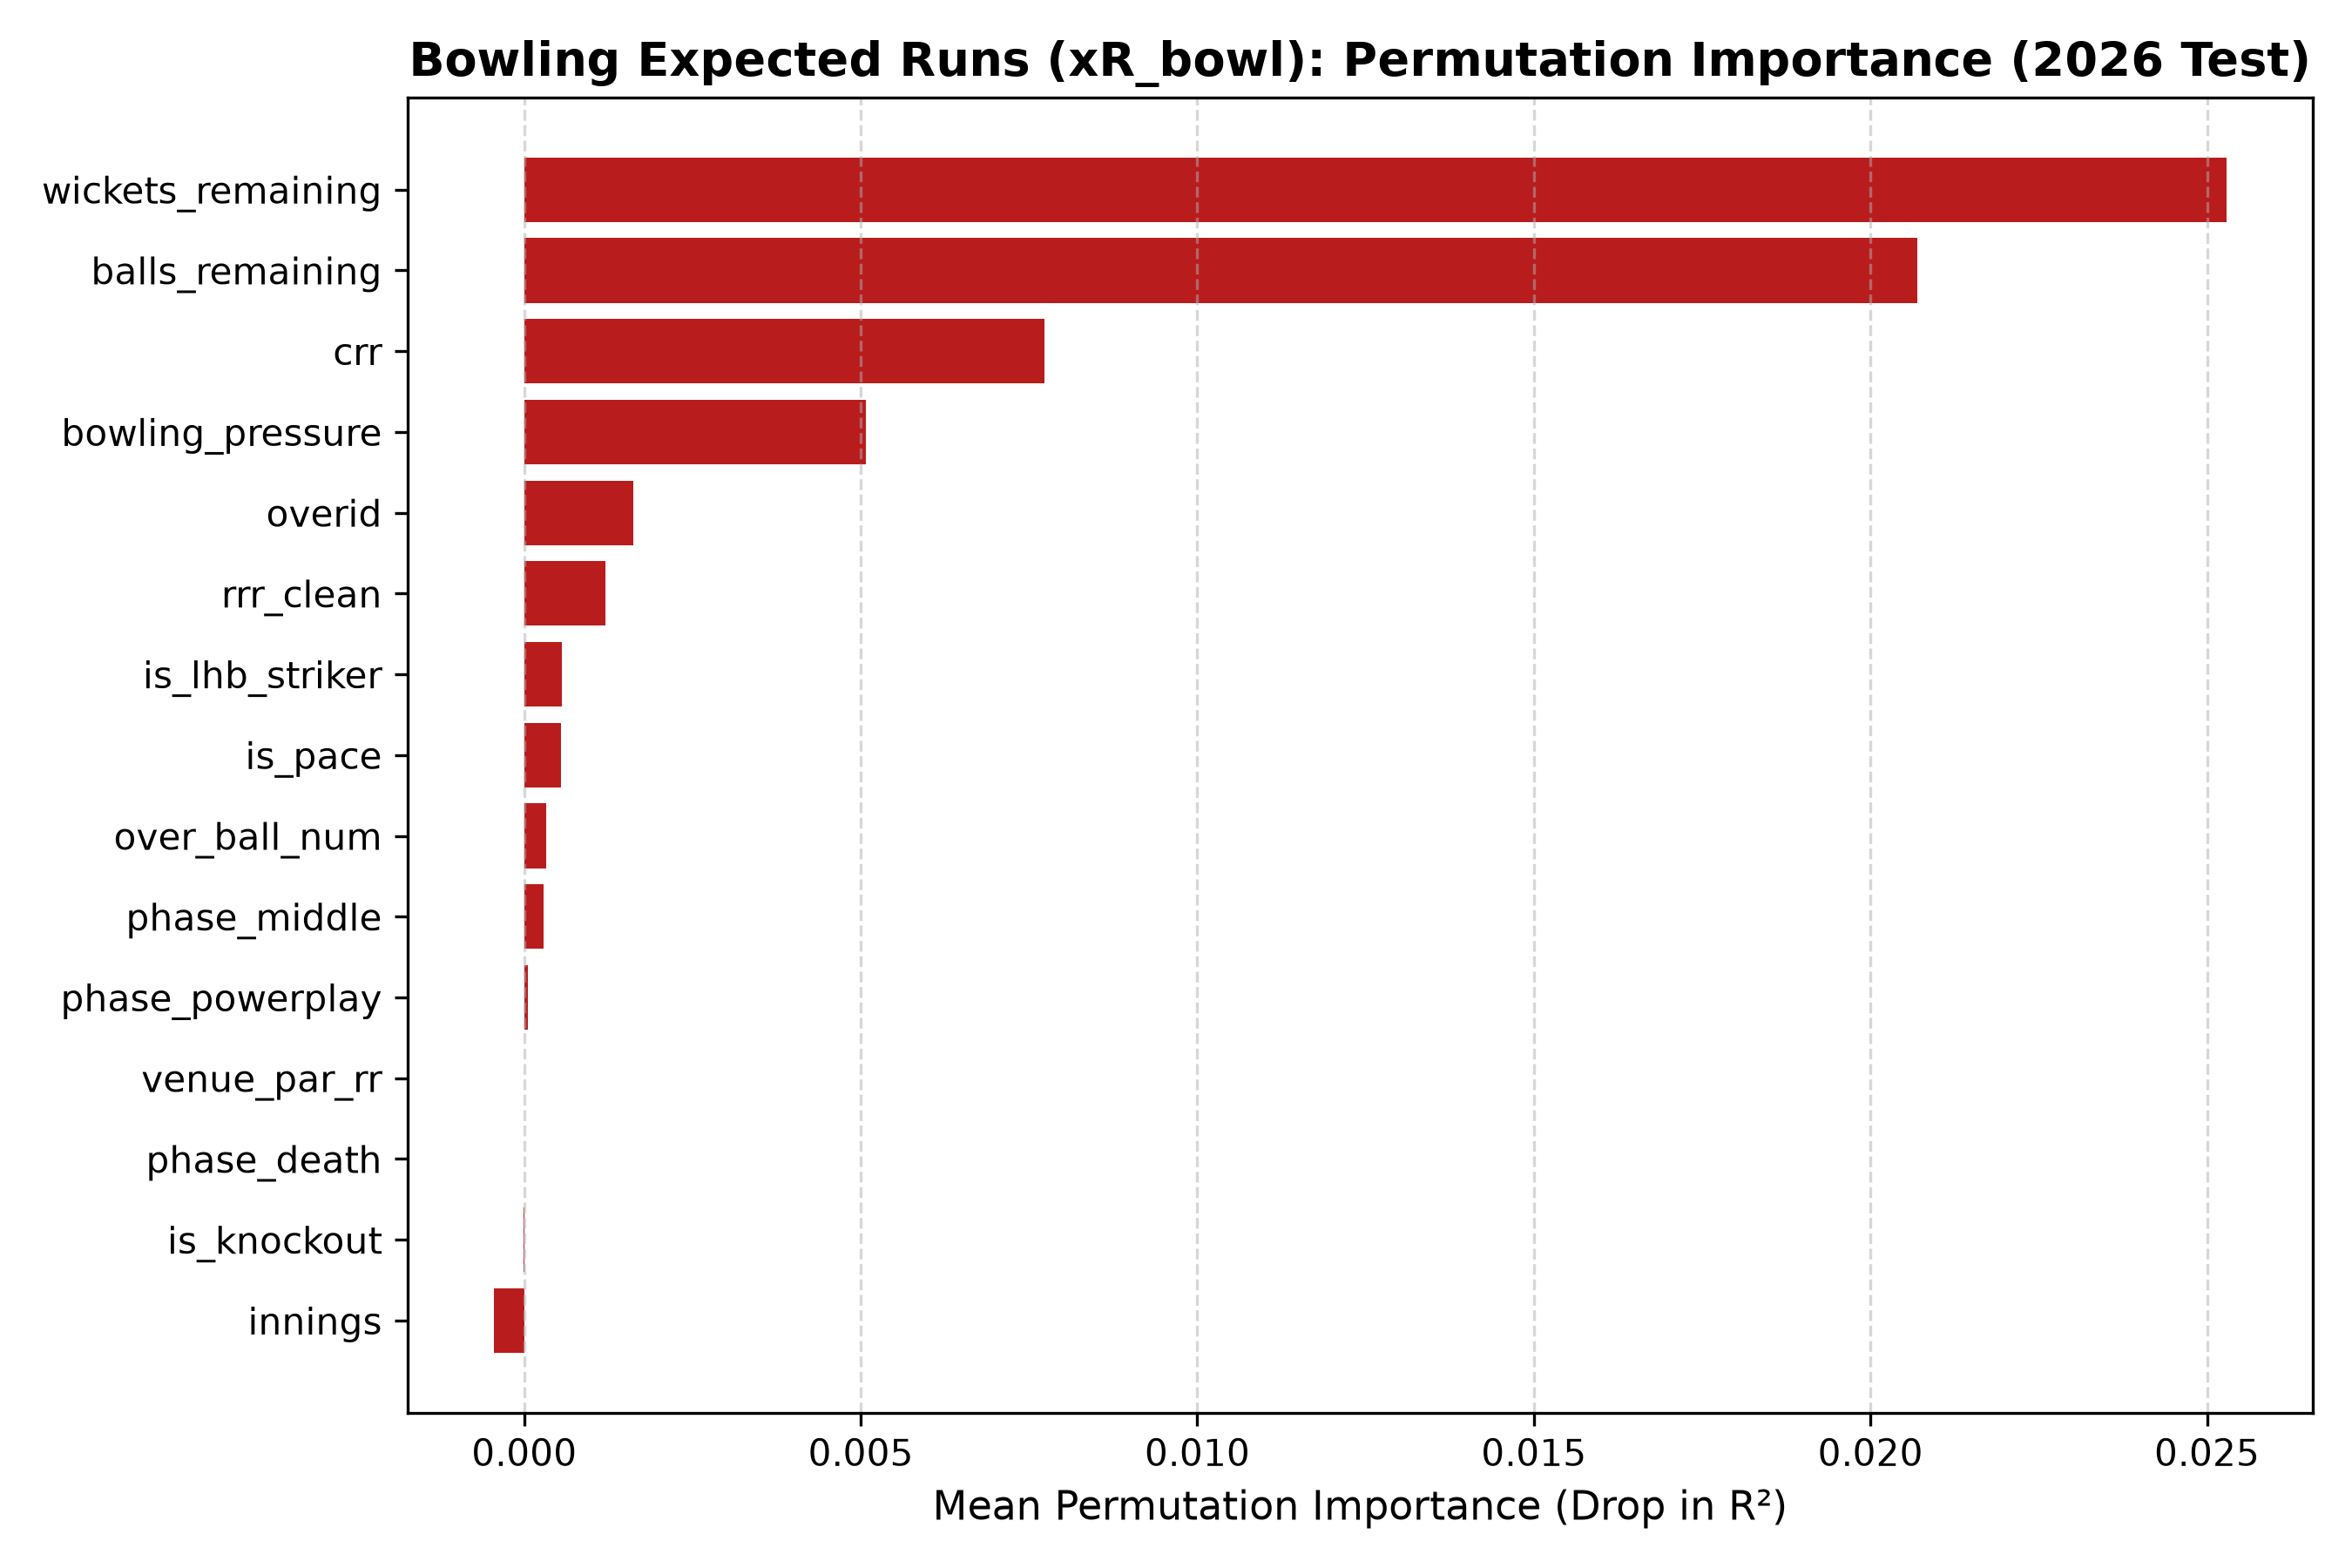 Bowling Expected Runs (xR_bowl): Permutation Importance (2026 Test)
wickets_remaining
balls_remaining
crr
bowling_pressure
overid
rrr_clean
is_lhb_striker
is_pace
over_ball_num
phase_middle
phase_powerplay
venue_par_rr
phase_death
is_knockout
innings
0.000 0.005 0.010 0.015 0.020 0.025
Mean Permutation Importance (Drop in R²)